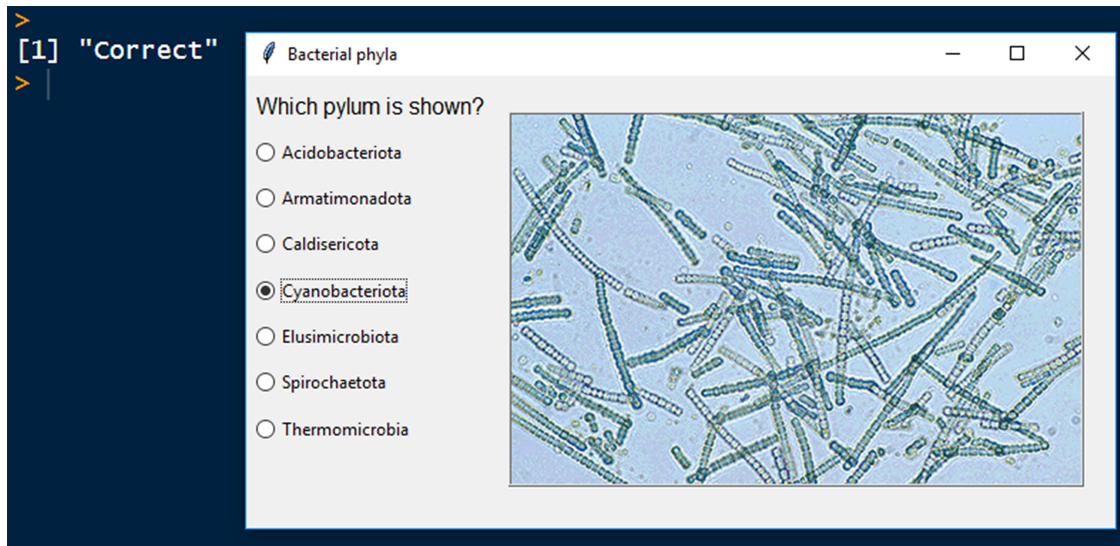 >
[1] "Correct"
>
Bacterial phyla
Which pylum is shown?
Acidobacteriota
Armatimonadota
Caldisericota
Cyanobacteriota
Elusimicrobiota
Spirochaetota
Thermomicrobia